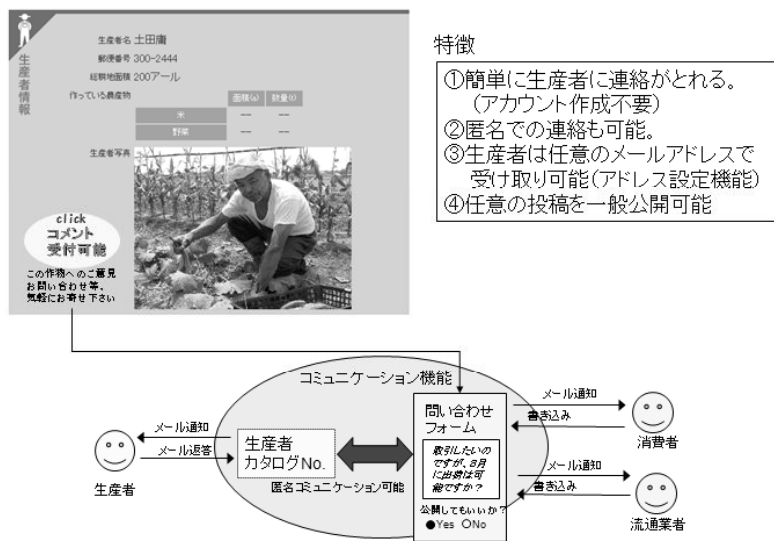 生産者情報
生産者名 土田庸
郵便番号 300-2444
総耕地面積 200アール
作っている農産物
面積(a) 数量(t)
米 -- --
野菜 -- --
生産者写真
click
コメント
受付可能
この作物へのご意見
お問い合わせ等、
気軽にお寄せ下さい
特徴
①簡単に生産者に連絡がとれる。
(アカウント作成不要)
②匿名での連絡も可能。
③生産者は任意のメールアドレスで
受け取り可能(アドレス設定機能)
④任意の投稿を一般公開可能
コミュニケーション機能
メール通知
メール返答
生産者
生産者
カタログNo.
匿名コミュニケーション可能
問い合わせ
フォーム
取引したいの
ですが、8月
に出荷は可
能ですか?
公開してもいいか?
●Yes ○No
メール通知
書き込み
消費者
メール通知
書き込み
流通業者